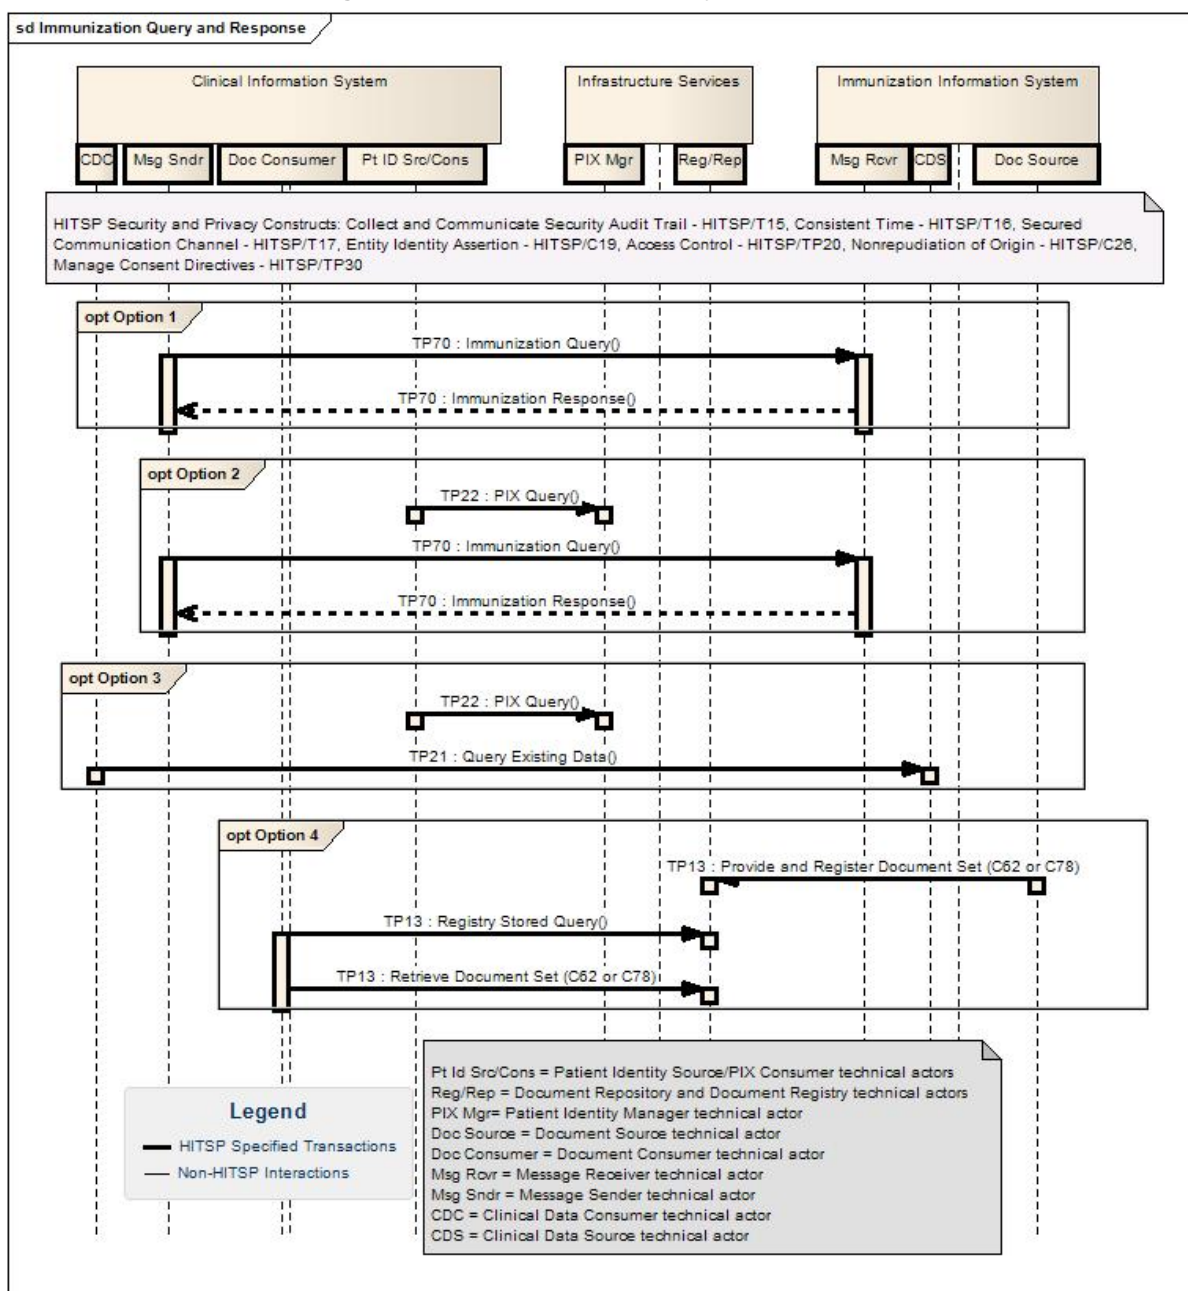 sd Immunization Query and Response
Clinical Information System
Infrastructure Services
Immunization Information System
CDC
Msg Sndr
Doc Consumer
Pt ID Src/Cons
PIX Mgr
Reg/Rep
Msg Rcvr
CDS
Doc Source
HITSP Security and Privacy Constructs: Collect and Communicate Security Audit Trail - HITSP/T15, Consistent Time - HITSP/T16, Secured
Communication Channel - HITSP/T17, Entity Identity Assertion - HITSP/C19, Access Control - HITSP/TP20, Nonrepudiation of Origin - HITSP/C26,
Manage Consent Directives - HITSP/TP30
opt Option 1
TP70 : Immunization Query()
TP70 : Immunization Response()
opt Option 2
TP22 : PIX Query()
TP70 : Immunization Query()
TP70 : Immunization Response()
opt Option 3
TP22 : PIX Query()
TP21 : Query Existing Data()
opt Option 4
TP13 : Provide and Register Document Set (C62 or C78)
TP13 : Registry Stored Query()
TP13 : Retrieve Document Set (C62 or C78)
Legend
HITSP Specified Transactions
Non-HITSP Interactions
Pt Id Src/Cons = Patient Identity Source/PIX Consumer technical actors
Reg/Rep = Document Repository and Document Registry technical actors
PIX Mgr= Patient Identity Manager technical actor
Doc Source = Document Source technical actor
Doc Consumer = Document Consumer technical actor
Msg Rcvr = Message Receiver technical actor
Msg Sndr = Message Sender technical actor
CDC = Clinical Data Consumer technical actor
CDS = Clinical Data Source technical actor